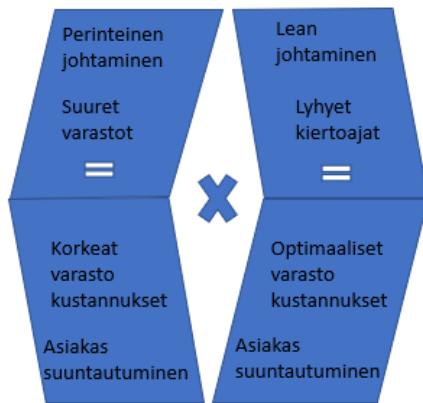 Perinteinen
johtaminen
Suuret
varastot
=
Korkeat
varasto
kustannukset
Asiakas
suuntautuminen
Lean
johtaminen
Lyhyet
kiertoajat
=
Optimaaliset
varasto
kustannukset
Asiakas
suuntautuminen